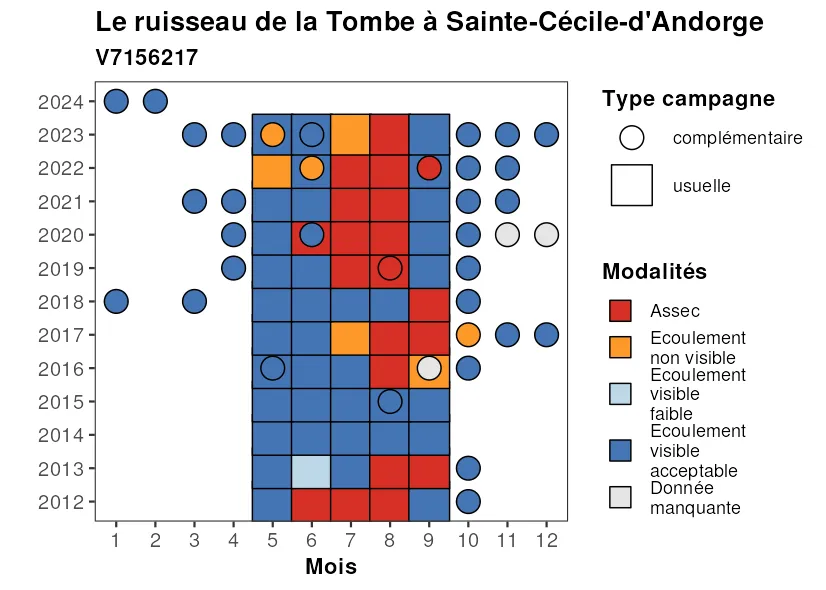 Le ruisseau de la Tombe à Sainte-Cécile-d'Andorge
V7156217
2024
2023
2022
2021
2020
2019
2018
2017
2016
2015
2014
2013
2012
1 2 3 4 5 6 7 8 9 10 11 12
Mois
Type campagne
complémentaire
usuelle
Modalités
Assec
Ecoulement
non visible
Ecoulement
visible
faible
Ecoulement
visible
acceptable
Donnée
manquante